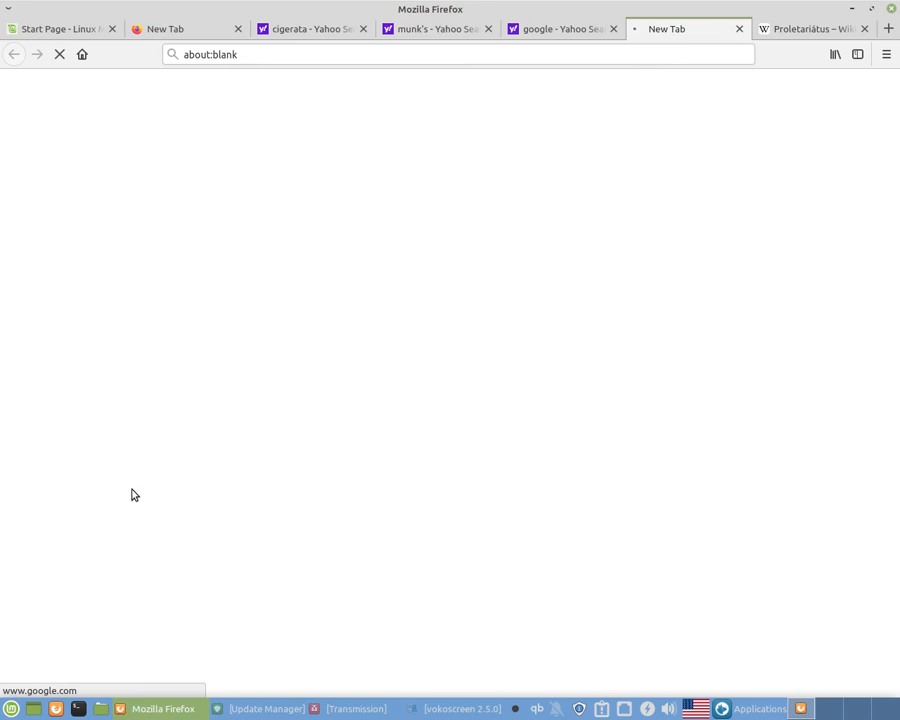 Mozilla Firefox
Start Page - Linux M
New Tab
cigerata - Yahoo Se
munk's - Yahoo Sea
google - Yahoo Sea
New Tab
Proletariátus – Wiki
about:blank
www.google.com
Mozilla Firefox
[Update Manager]
[Transmission]
[vokoscreen 2.5.0]
qb
Applications